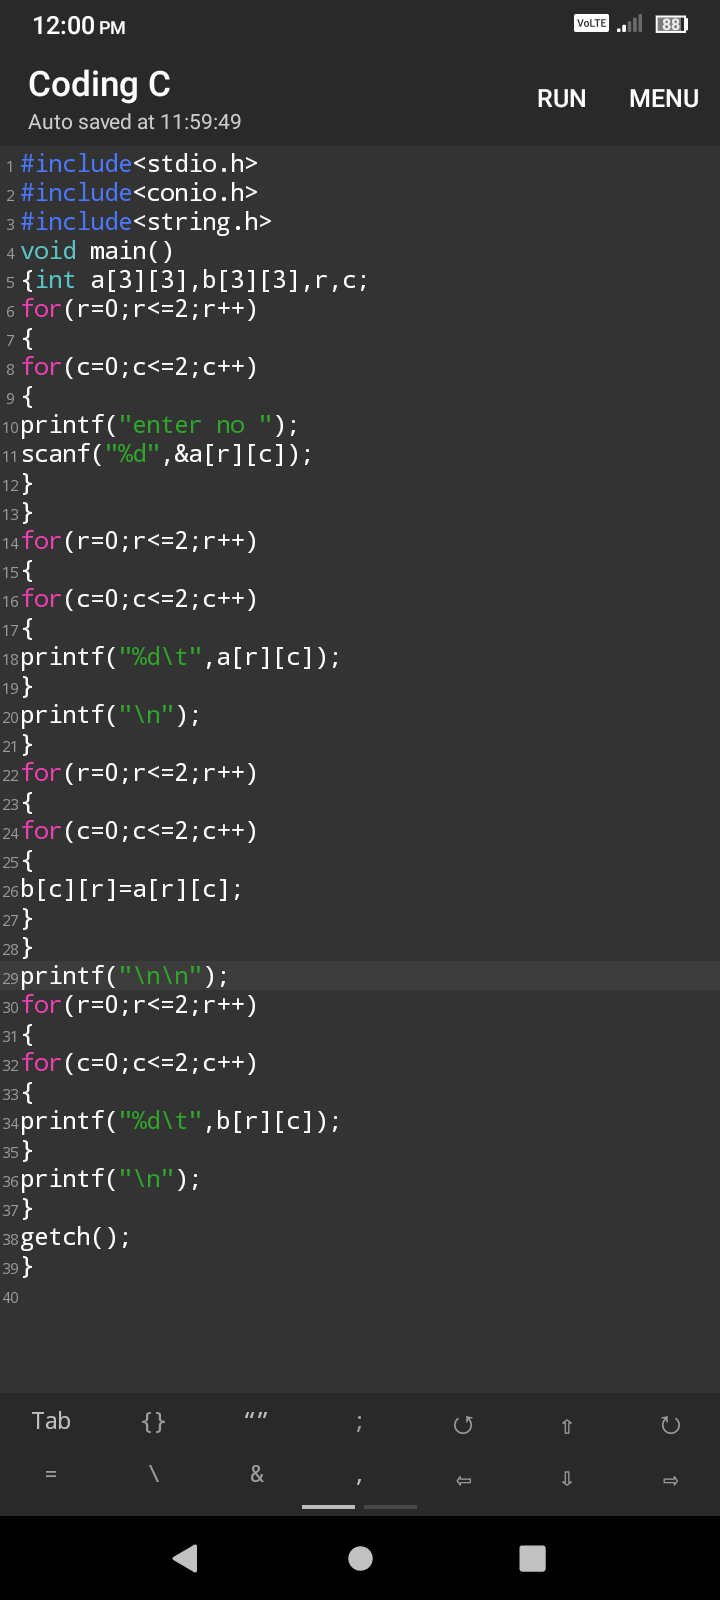 12:00 PM
VoLTE
88
Coding C
Auto saved at 11:59:49
RUN MENU
1 #include<stdio.h>
2 #include<conio.h>
3 #include<string.h>
4 void main()
5 {int a[3][3],b[3][3],r,c;
6 for(r=0;r<=2;r++)
7 {
8 for(c=0;c<=2;c++)
9 {
10 printf("enter no ");
11 scanf("%d",&a[r][c]);
12 }
13 }
14 for(r=0;r<=2;r++)
15 {
16 for(c=0;c<=2;c++)
17 {
18 printf("%d\t",a[r][c]);
19 }
20 printf("\n");
21 }
22 for(r=0;r<=2;r++)
23 {
24 for(c=0;c<=2;c++)
25 {
26 b[c][r]=a[r][c];
27 }
28 }
29 printf("\n\n");
30 for(r=0;r<=2;r++)
31 {
32 for(c=0;c<=2;c++)
33 {
34 printf("%d\t",b[r][c]);
35 }
36 printf("\n");
37 }
38 getch();
39 }
40
Tab {} “” ; ↺ ⇧ ↻
= \ & , ⇦ ⇩ ⇨